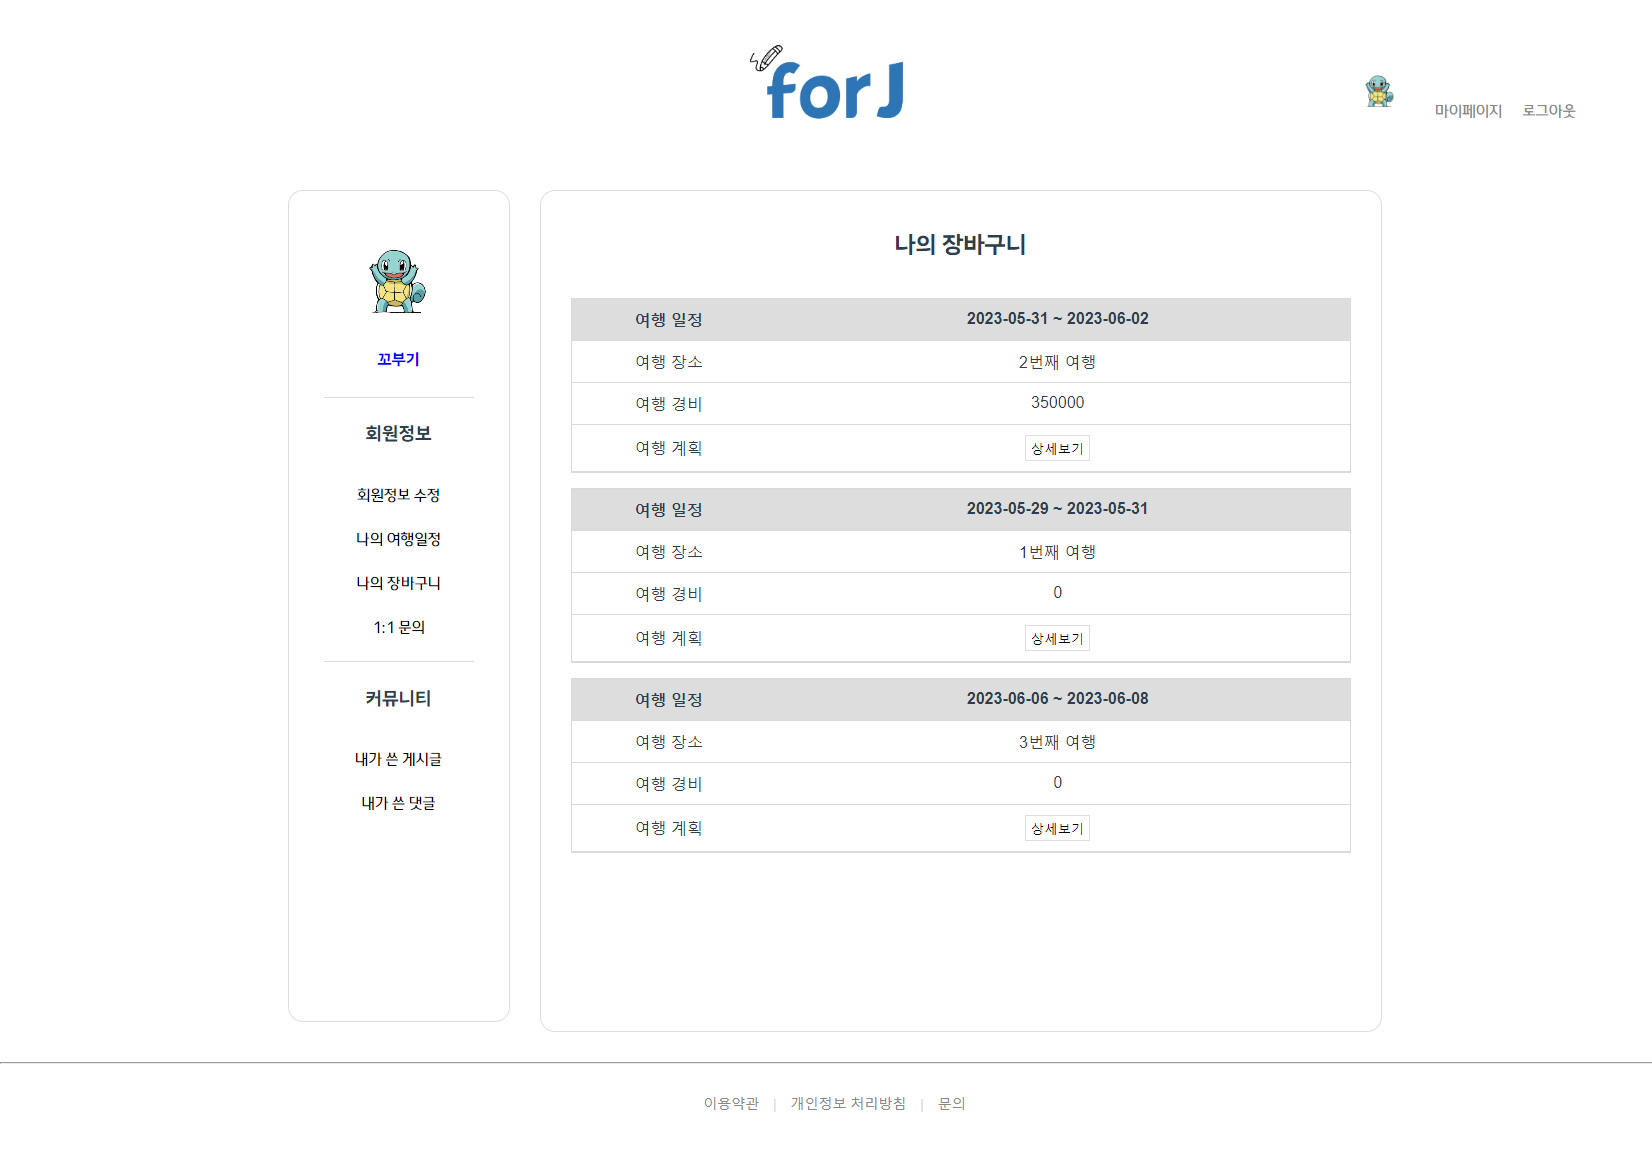 forJ
마이페이지 로그아웃
꼬부기
회원정보
회원정보 수정
나의 여행일정
나의 장바구니
1:1 문의
커뮤니티
내가 쓴 게시글
내가 쓴 댓글
나의 장바구니
여행 일정 2023-05-31 ~ 2023-06-02
여행 장소 2번째 여행
여행 경비 350000
여행 계획 상세보기
여행 일정 2023-05-29 ~ 2023-05-31
여행 장소 1번째 여행
여행 경비 0
여행 계획 상세보기
여행 일정 2023-06-06 ~ 2023-06-08
여행 장소 3번째 여행
여행 경비 0
여행 계획 상세보기
이용약관 | 개인정보 처리방침 | 문의